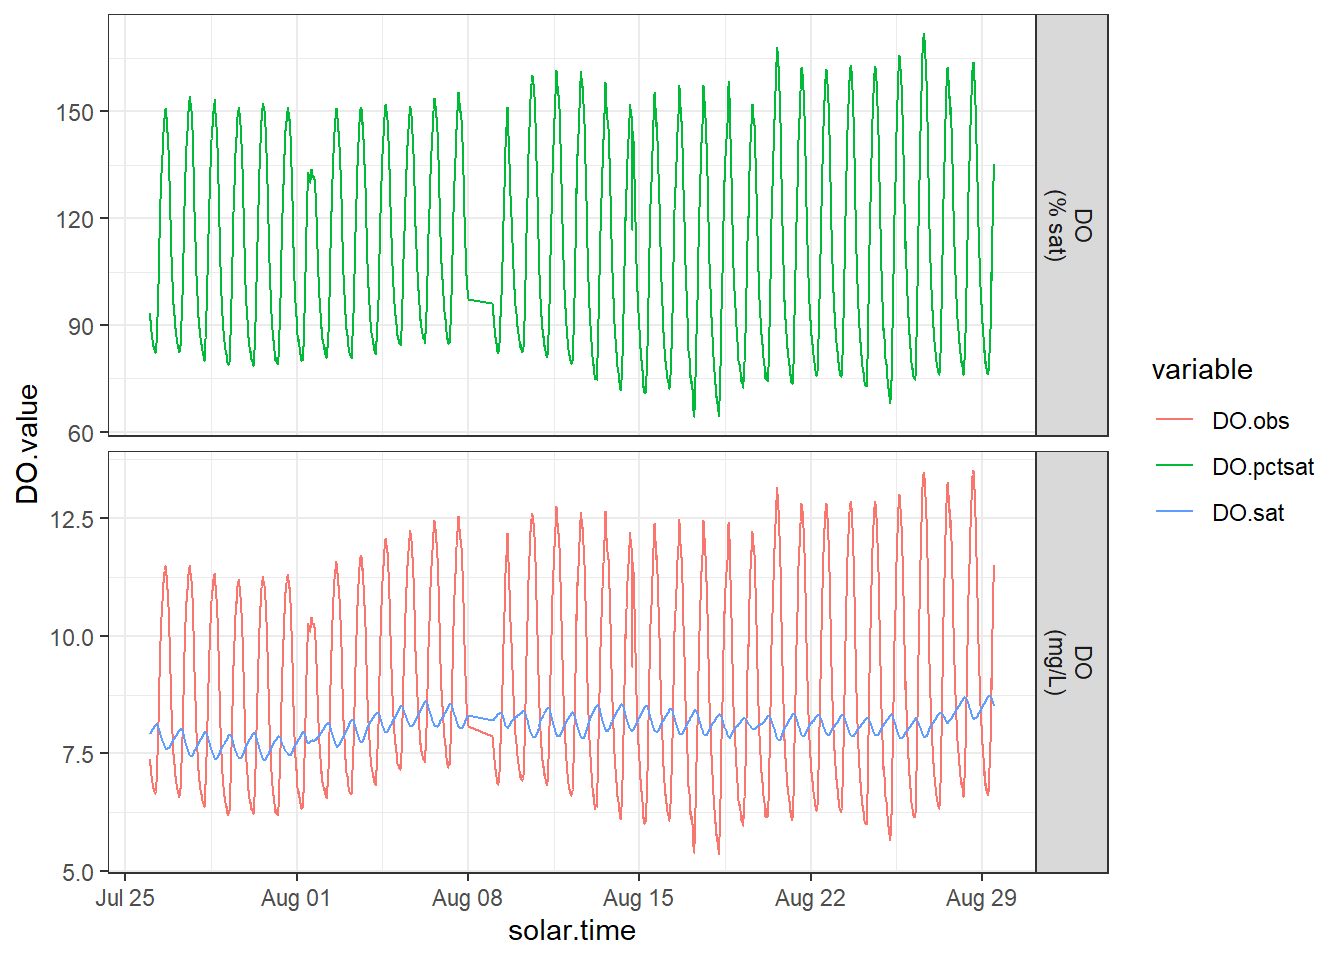 150
120
90
60
DO
(% sat)
12.5
10.0
7.5
5.0
DO
(mg/L)
DO.value
Jul 25
Aug 01
Aug 08
Aug 15
Aug 22
Aug 29
solar.time
variable
DO.obs
DO.pctsat
DO.sat